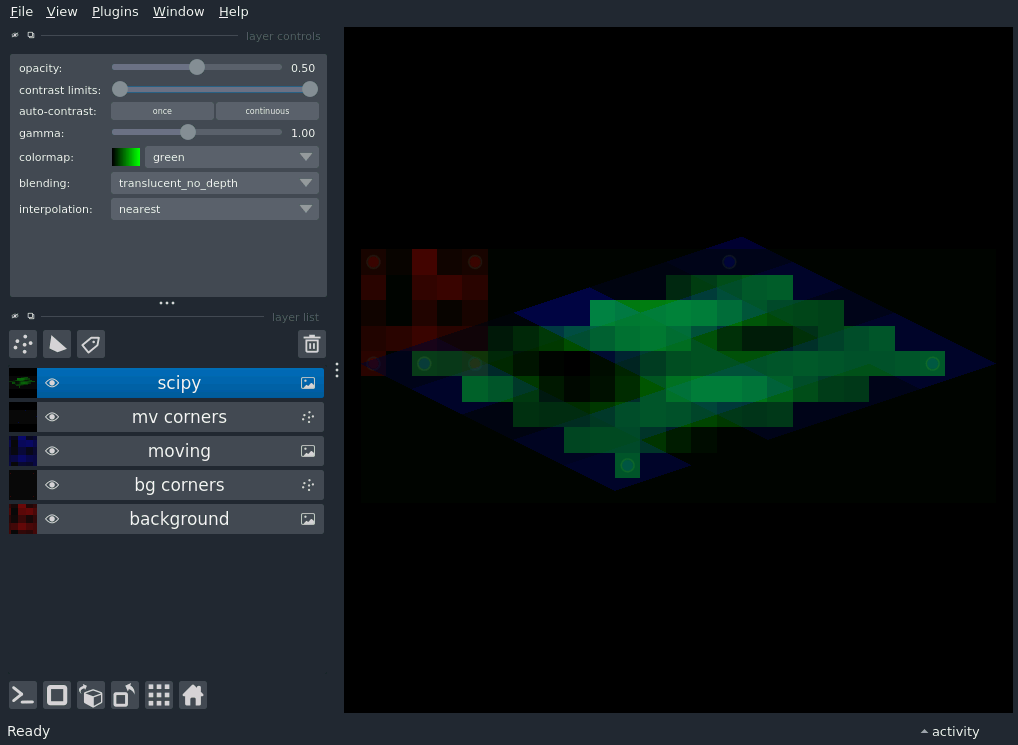 File View Plugins Window Help
layer controls
opacity: 0.50
contrast limits:
auto-contrast: once continuous
gamma: 1.00
colormap: green
blending: translucent_no_depth
interpolation: nearest
layer list
scipy
mv corners
moving
bg corners
background
Ready activity